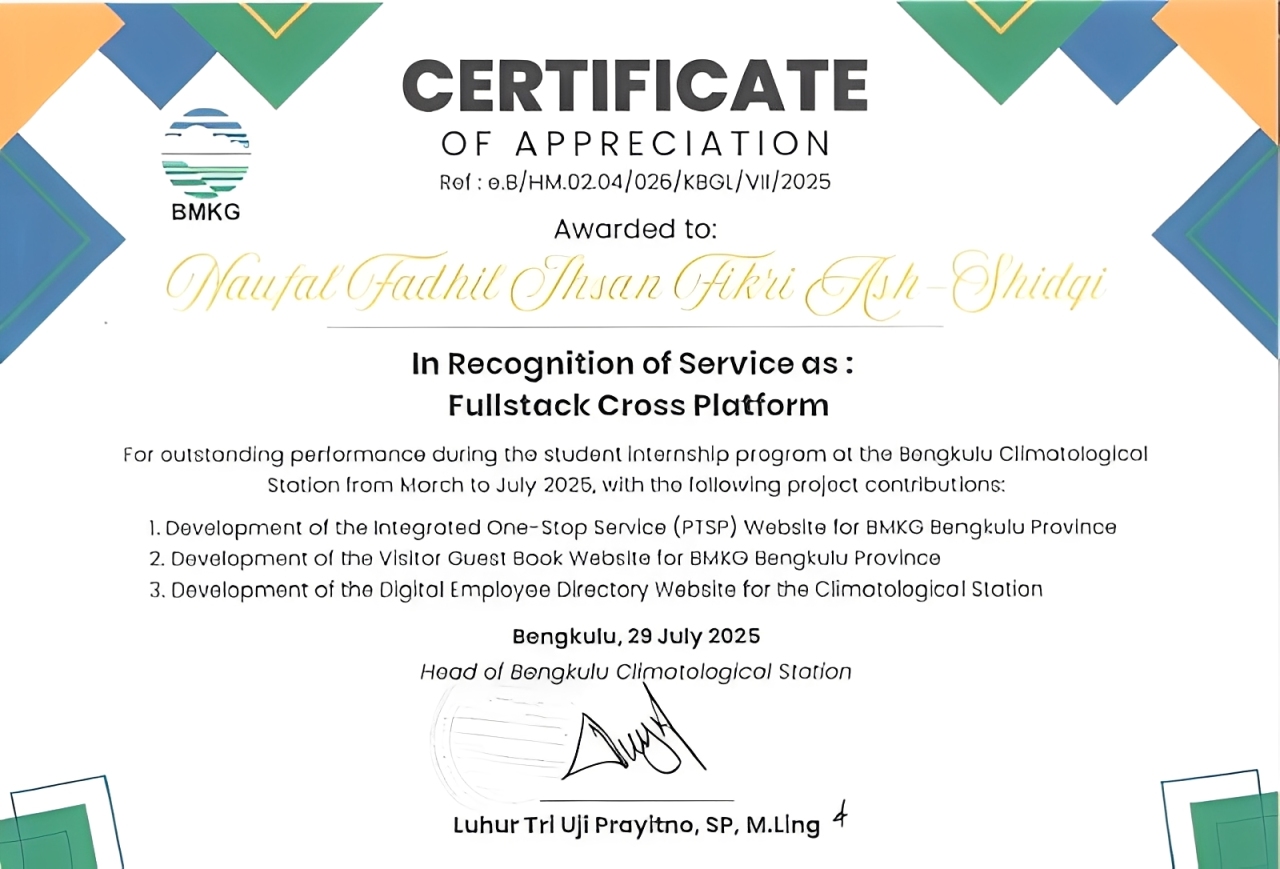 CERTIFICATE
OF APPRECIATION
Ref : e.B/HM.02.04/026/KBGL/VII/2025
BMKG
Awarded to:
Naufal Fadhil Ihsan Fikri Ash-Shidqi
In Recognition of Service as :
Fullstack Cross Platform
For outstanding performance during the student internship program at the Bengkulu Climatological
Station from March to July 2025, with the following project contributions:
1. Development of the Integrated One-Stop Service (PTSP) Website for BMKG Bengkulu Province
2. Development of the Visitor Guest Book Website for BMKG Bengkulu Province
3. Development of the Digital Employee Directory Website for the Climatological Station
Bengkulu, 29 July 2025
Head of Bengkulu Climatological Station
Luhur Tri Uji Prayitno, SP, M.Ling